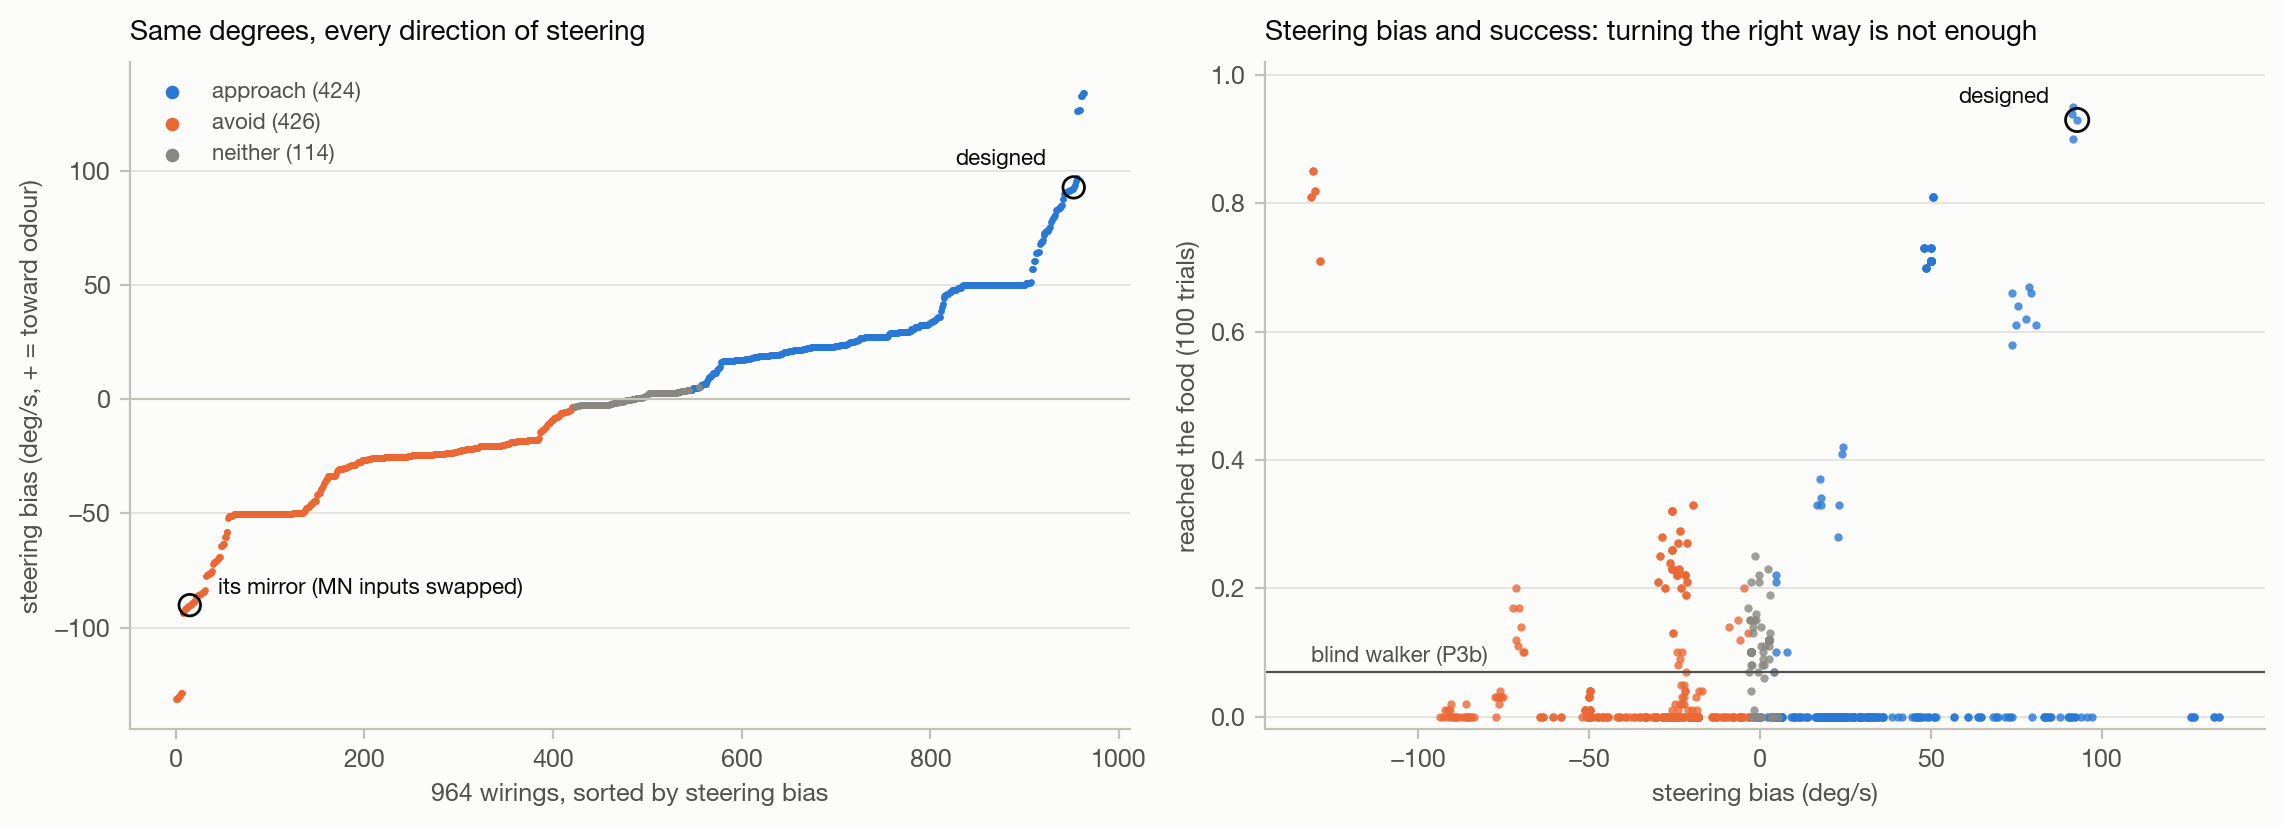 Same degrees, every direction of steering
approach (424)
avoid (426)
neither (114)
designed
its mirror (MN inputs swapped)
steering bias (deg/s, + = toward odour)
100
50
0
−50
−100
0
200
400
600
800
1000
964 wirings, sorted by steering bias
Steering bias and success: turning the right way is not enough
designed
blind walker (P3b)
reached the food (100 trials)
1.0
0.8
0.6
0.4
0.2
0.0
−100
−50
0
50
100
steering bias (deg/s)